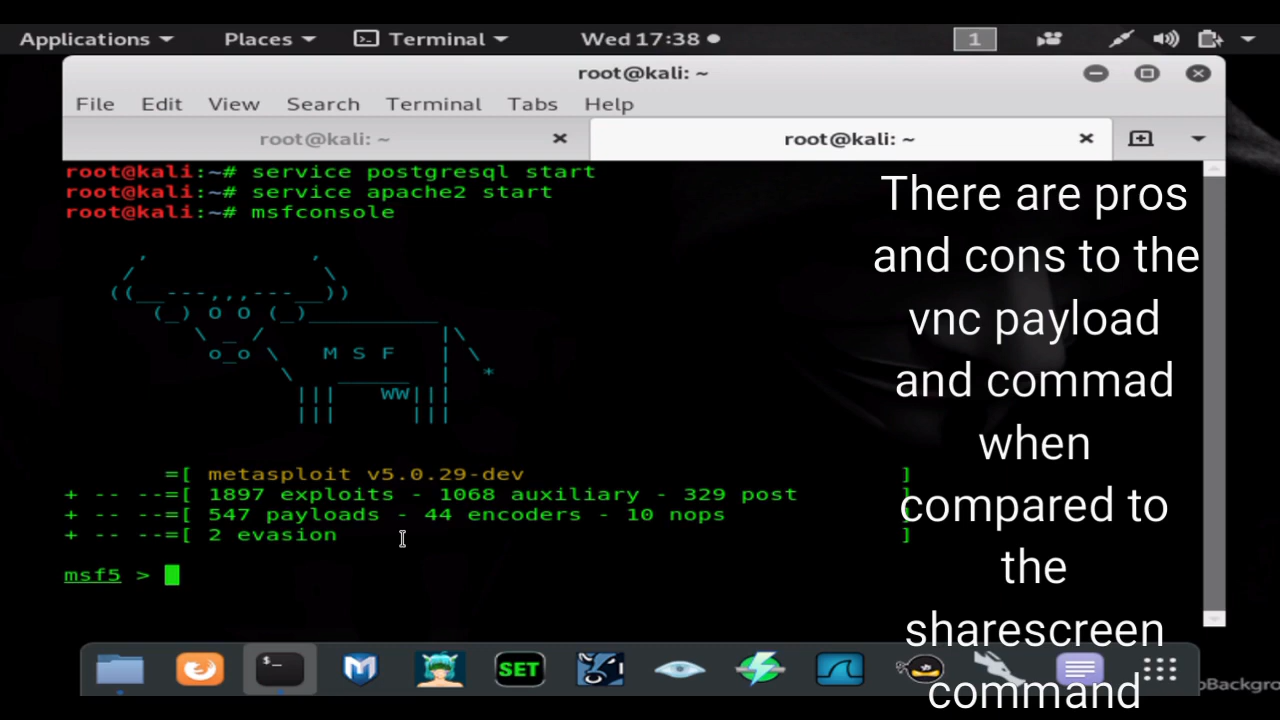 Applications Places Terminal Wed 17:38 1
root@kali: ~
File Edit View Search Terminal Tabs Help
root@kali: ~ root@kali: ~
root@kali:~# service postgresql start
root@kali:~# service apache2 start
root@kali:~# msfconsole
M S F
WW
=[ metasploit v5.0.29-dev ]
+ -- --=[ 1897 exploits - 1068 auxiliary - 329 post ]
+ -- --=[ 547 payloads - 44 encoders - 10 nops ]
+ -- --=[ 2 evasion ]
msf5 >
There are pros
and cons to the
vnc payload
and commad
when
compared to
the
sharescreen
command
$_
SET